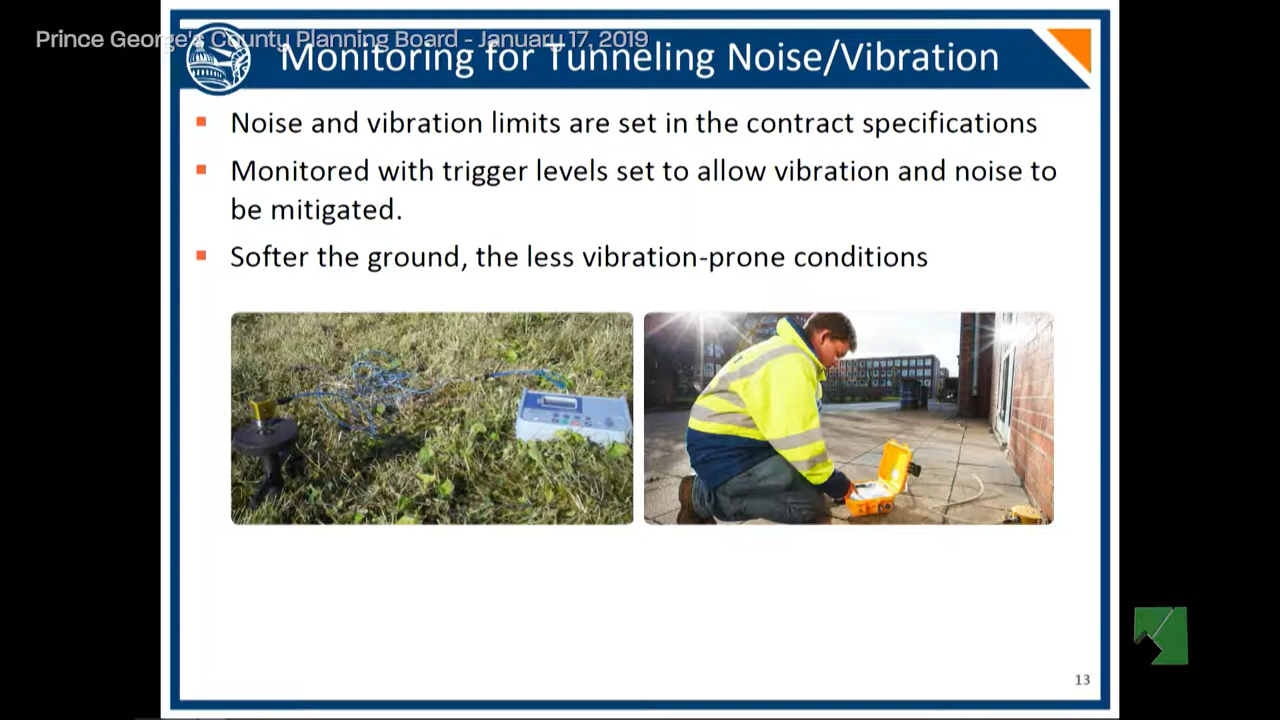 Prince George's County Planning Board - January 17, 2019
Monitoring for Tunneling Noise/Vibration
Noise and vibration limits are set in the contract specifications
Monitored with trigger levels set to allow vibration and noise to
be mitigated.
Softer the ground, the less vibration-prone conditions
13